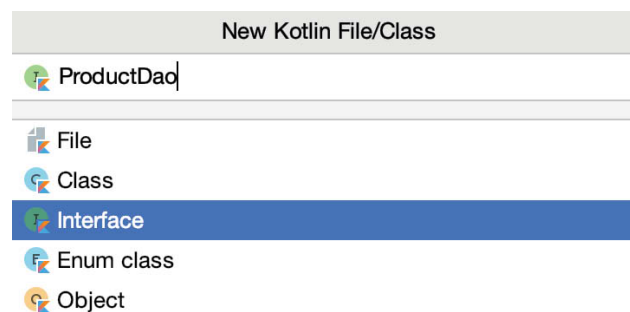 New Kotlin File/Class
ProductDao
File
Class
Interface
Enum class
Object